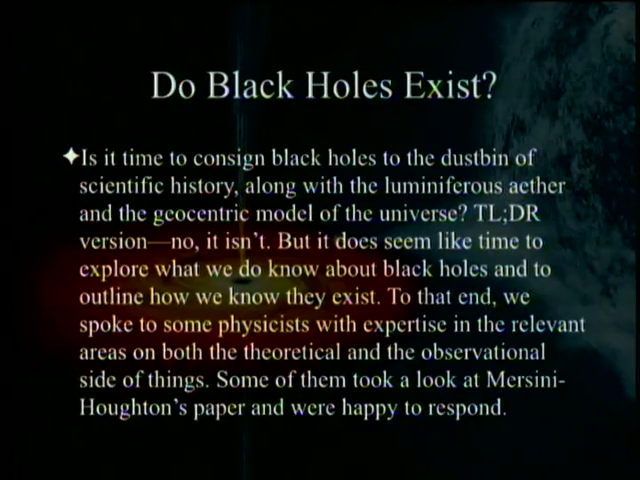 Do Black Holes Exist?
✦Is it time to consign black holes to the dustbin of
scientific history, along with the luminiferous aether
and the geocentric model of the universe? TL;DR
version—no, it isn't. But it does seem like time to
explore what we do know about black holes and to
outline how we know they exist. To that end, we
spoke to some physicists with expertise in the relevant
areas on both the theoretical and the observational
side of things. Some of them took a look at Mersini-
Houghton's paper and were happy to respond.